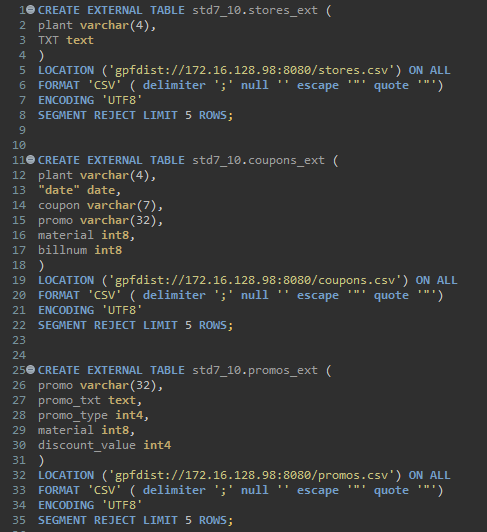 1 CREATE EXTERNAL TABLE std7_10.stores_ext (
2 plant varchar(4),
3 TXT text
4 )
5 LOCATION ('gpfdist://172.16.128.98:8080/stores.csv') ON ALL
6 FORMAT 'CSV' ( delimiter ';' null '' escape '"' quote '"')
7 ENCODING 'UTF8'
8 SEGMENT REJECT LIMIT 5 ROWS;
9
10
11 CREATE EXTERNAL TABLE std7_10.coupons_ext (
12 plant varchar(4),
13 "date" date,
14 coupon varchar(7),
15 promo varchar(32),
16 material int8,
17 billnum int8
18 )
19 LOCATION ('gpfdist://172.16.128.98:8080/coupons.csv') ON ALL
20 FORMAT 'CSV' ( delimiter ';' null '' escape '"' quote '"')
21 ENCODING 'UTF8'
22 SEGMENT REJECT LIMIT 5 ROWS;
23
24
25 CREATE EXTERNAL TABLE std7_10.promos_ext (
26 promo varchar(32),
27 promo_txt text,
28 promo_type int4,
29 material int8,
30 discount_value int4
31 )
32 LOCATION ('gpfdist://172.16.128.98:8080/promos.csv') ON ALL
33 FORMAT 'CSV' ( delimiter ';' null '' escape '"' quote '"')
34 ENCODING 'UTF8'
35 SEGMENT REJECT LIMIT 5 ROWS;